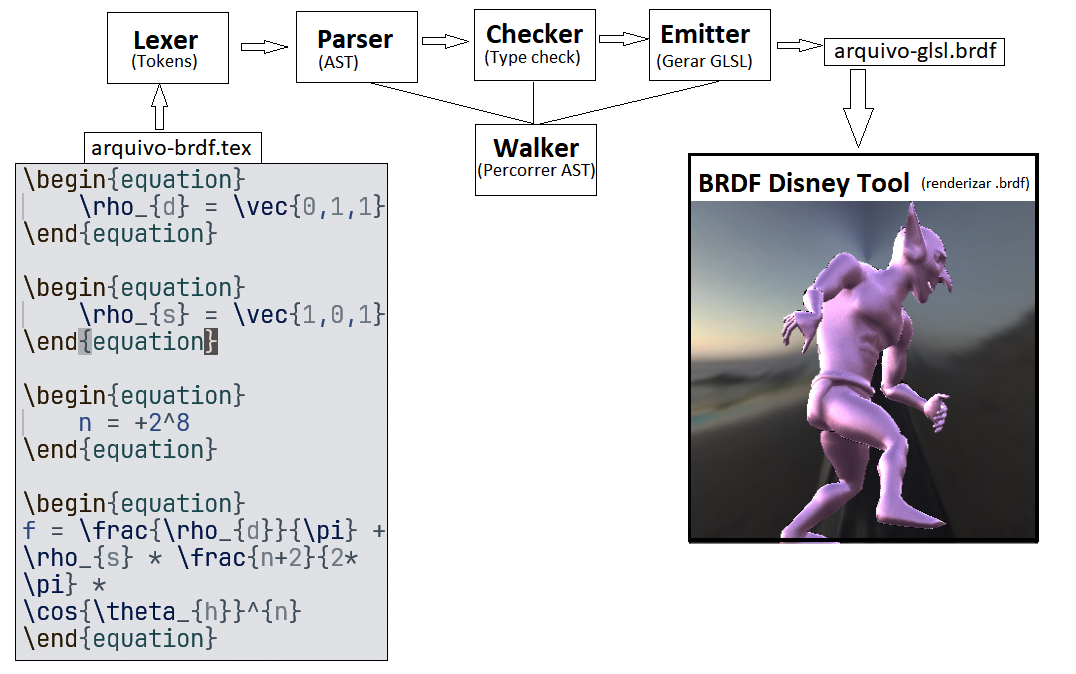 Lexer
(Tokens)
Parser
(AST)
Checker
(Type check)
Emitter
(Gerar GLSL)
arquivo-glsl.brdf
Walker
(Percorrer AST)
arquivo-brdf.tex
\begin{equation}
    \rho_{d} = \vec{0,1,1}
\end{equation}

\begin{equation}
    \rho_{s} = \vec{1,0,1}
\end{equation}

\begin{equation}
    n = +2^8
\end{equation}

\begin{equation}
f = \frac{\rho_{d}}{\pi} +
\rho_{s} * \frac{n+2}{2*
\pi} *
\cos{\theta_{h}}^{n}
\end{equation}
BRDF Disney Tool (renderizar .brdf)